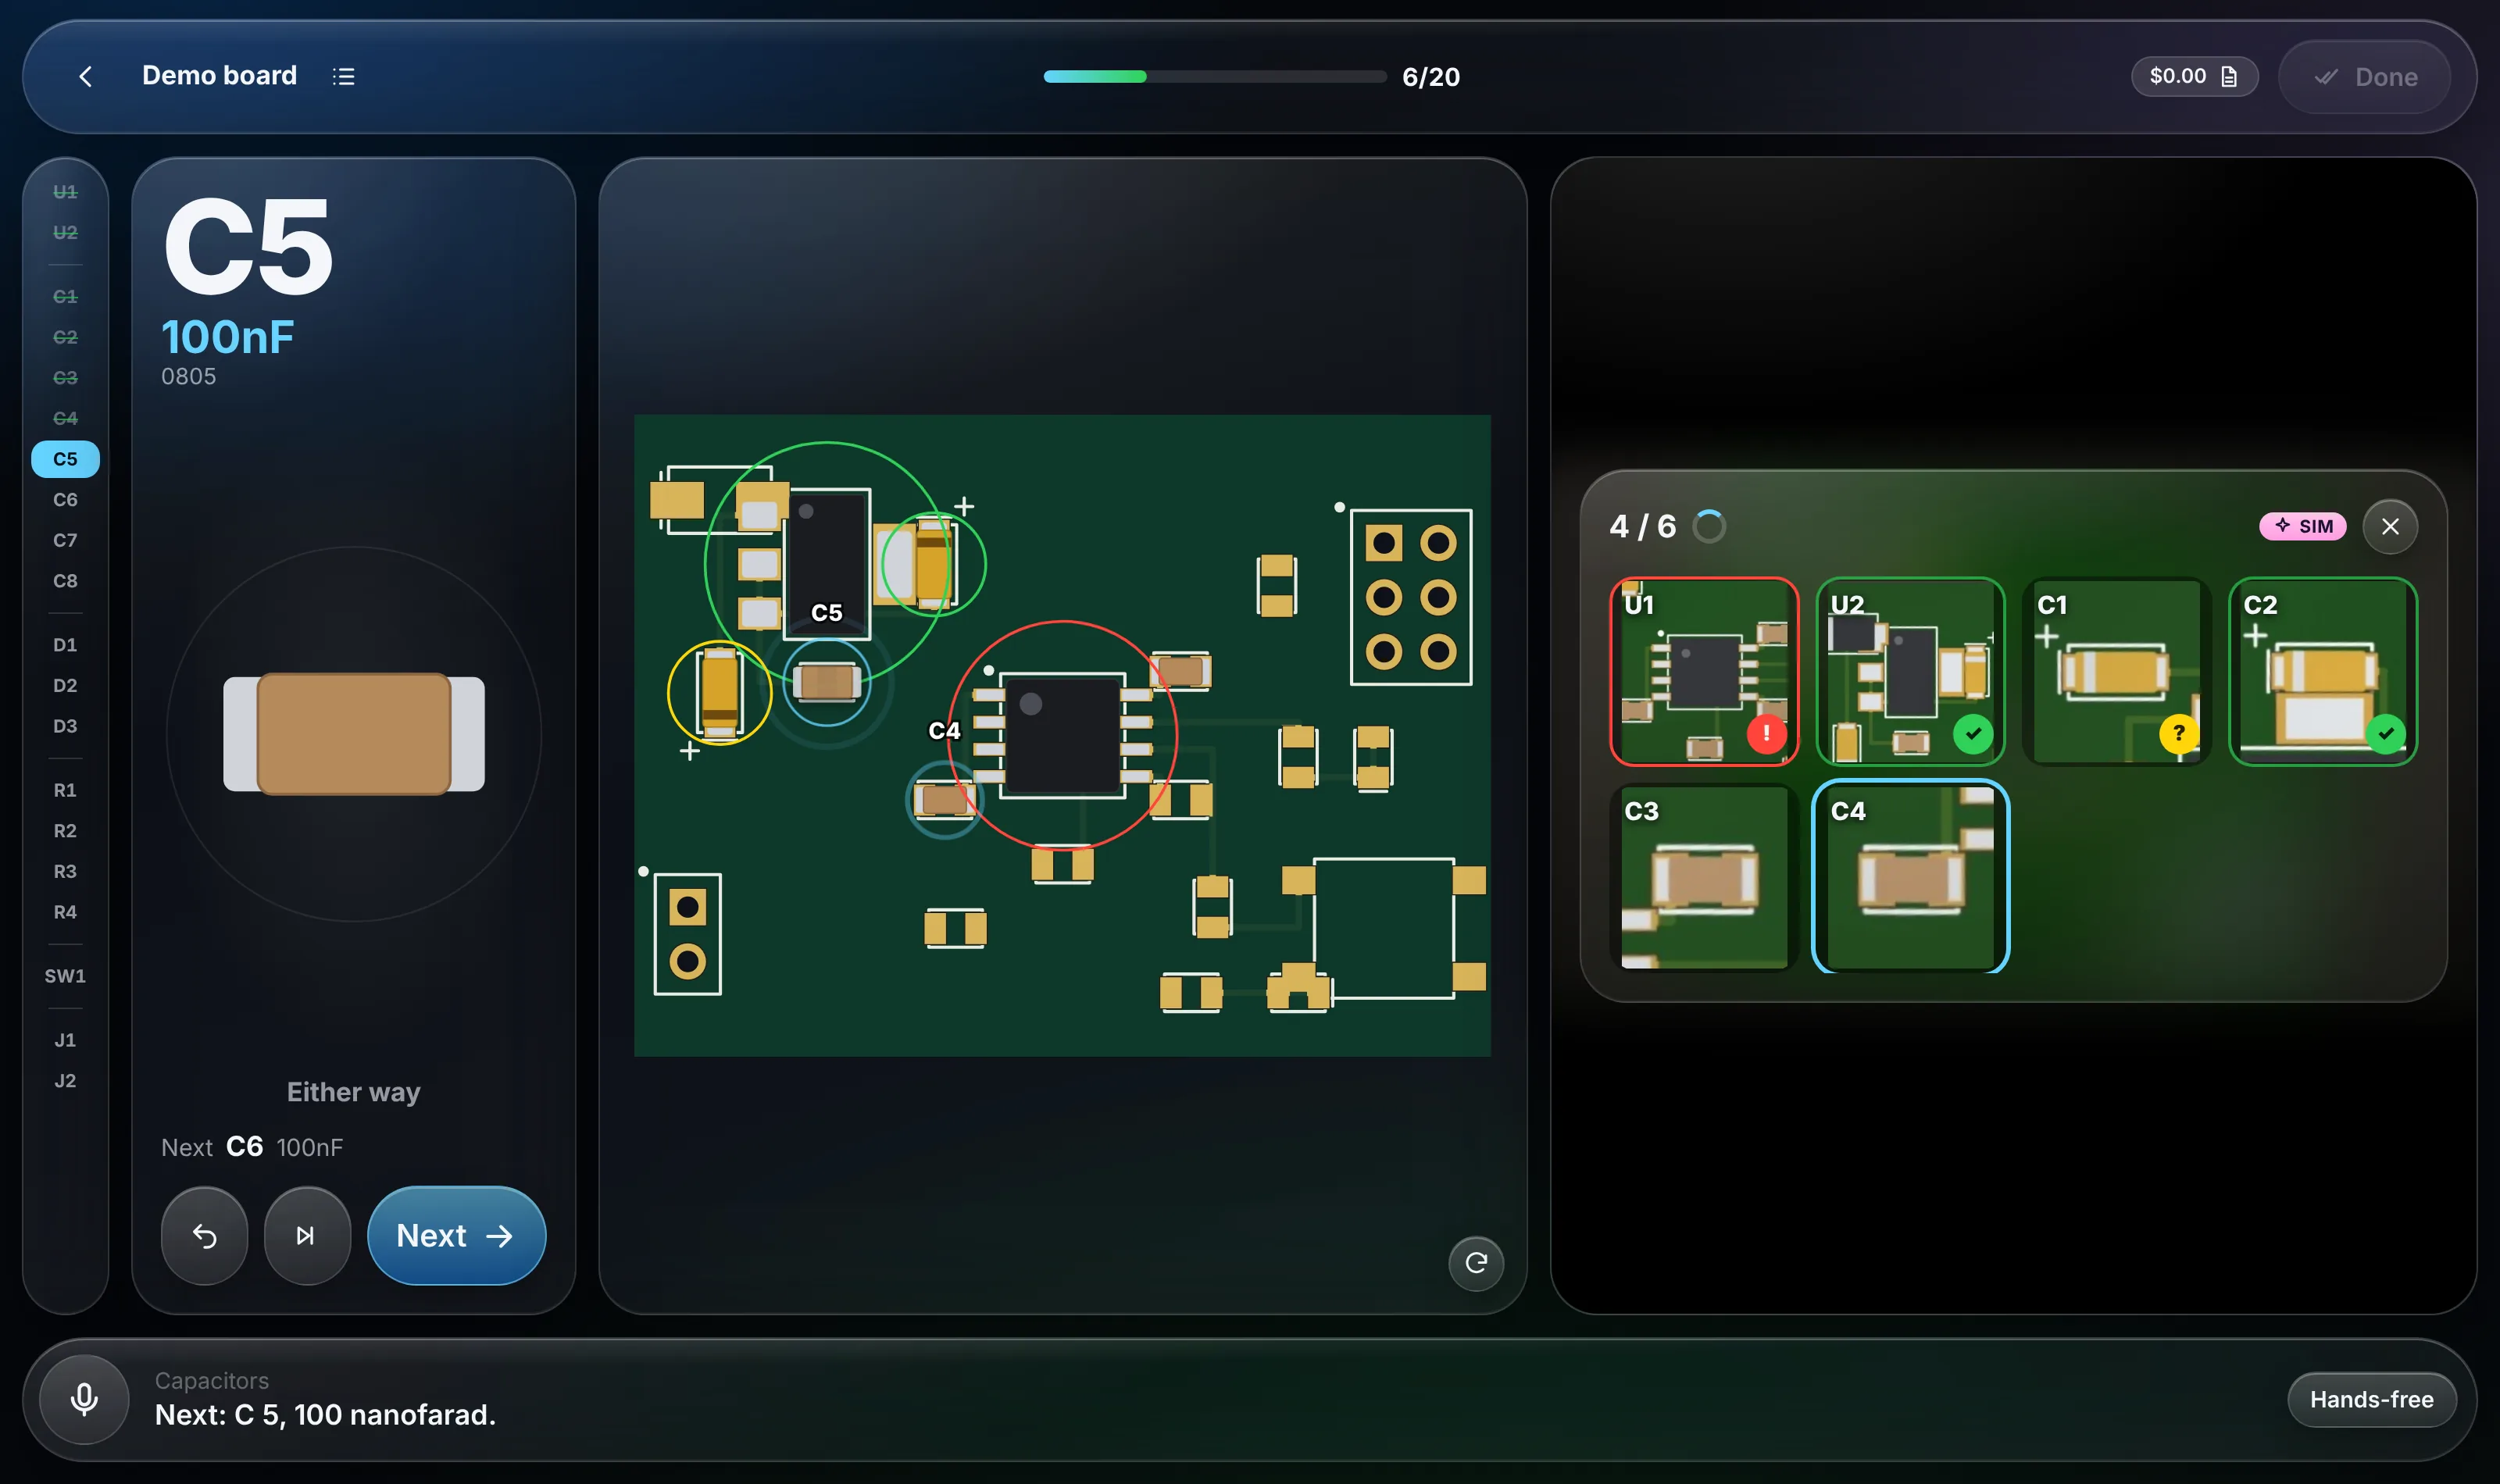 Demo board
6/20
$0.00
Done
U1
U2
C1
C2
C3
C4
C5
C6
C7
C8
D1
D2
D3
R1
R2
R3
R4
SW1
J1
J2
C5
100nF
0805
Either way
Next C6 100nF
Next
+
C5
C4
+
4 / 6
SIM
U1
!
U2
C1
+
?
C2
+
C3
C4
Capacitors
Next: C 5, 100 nanofarad.
Hands-free